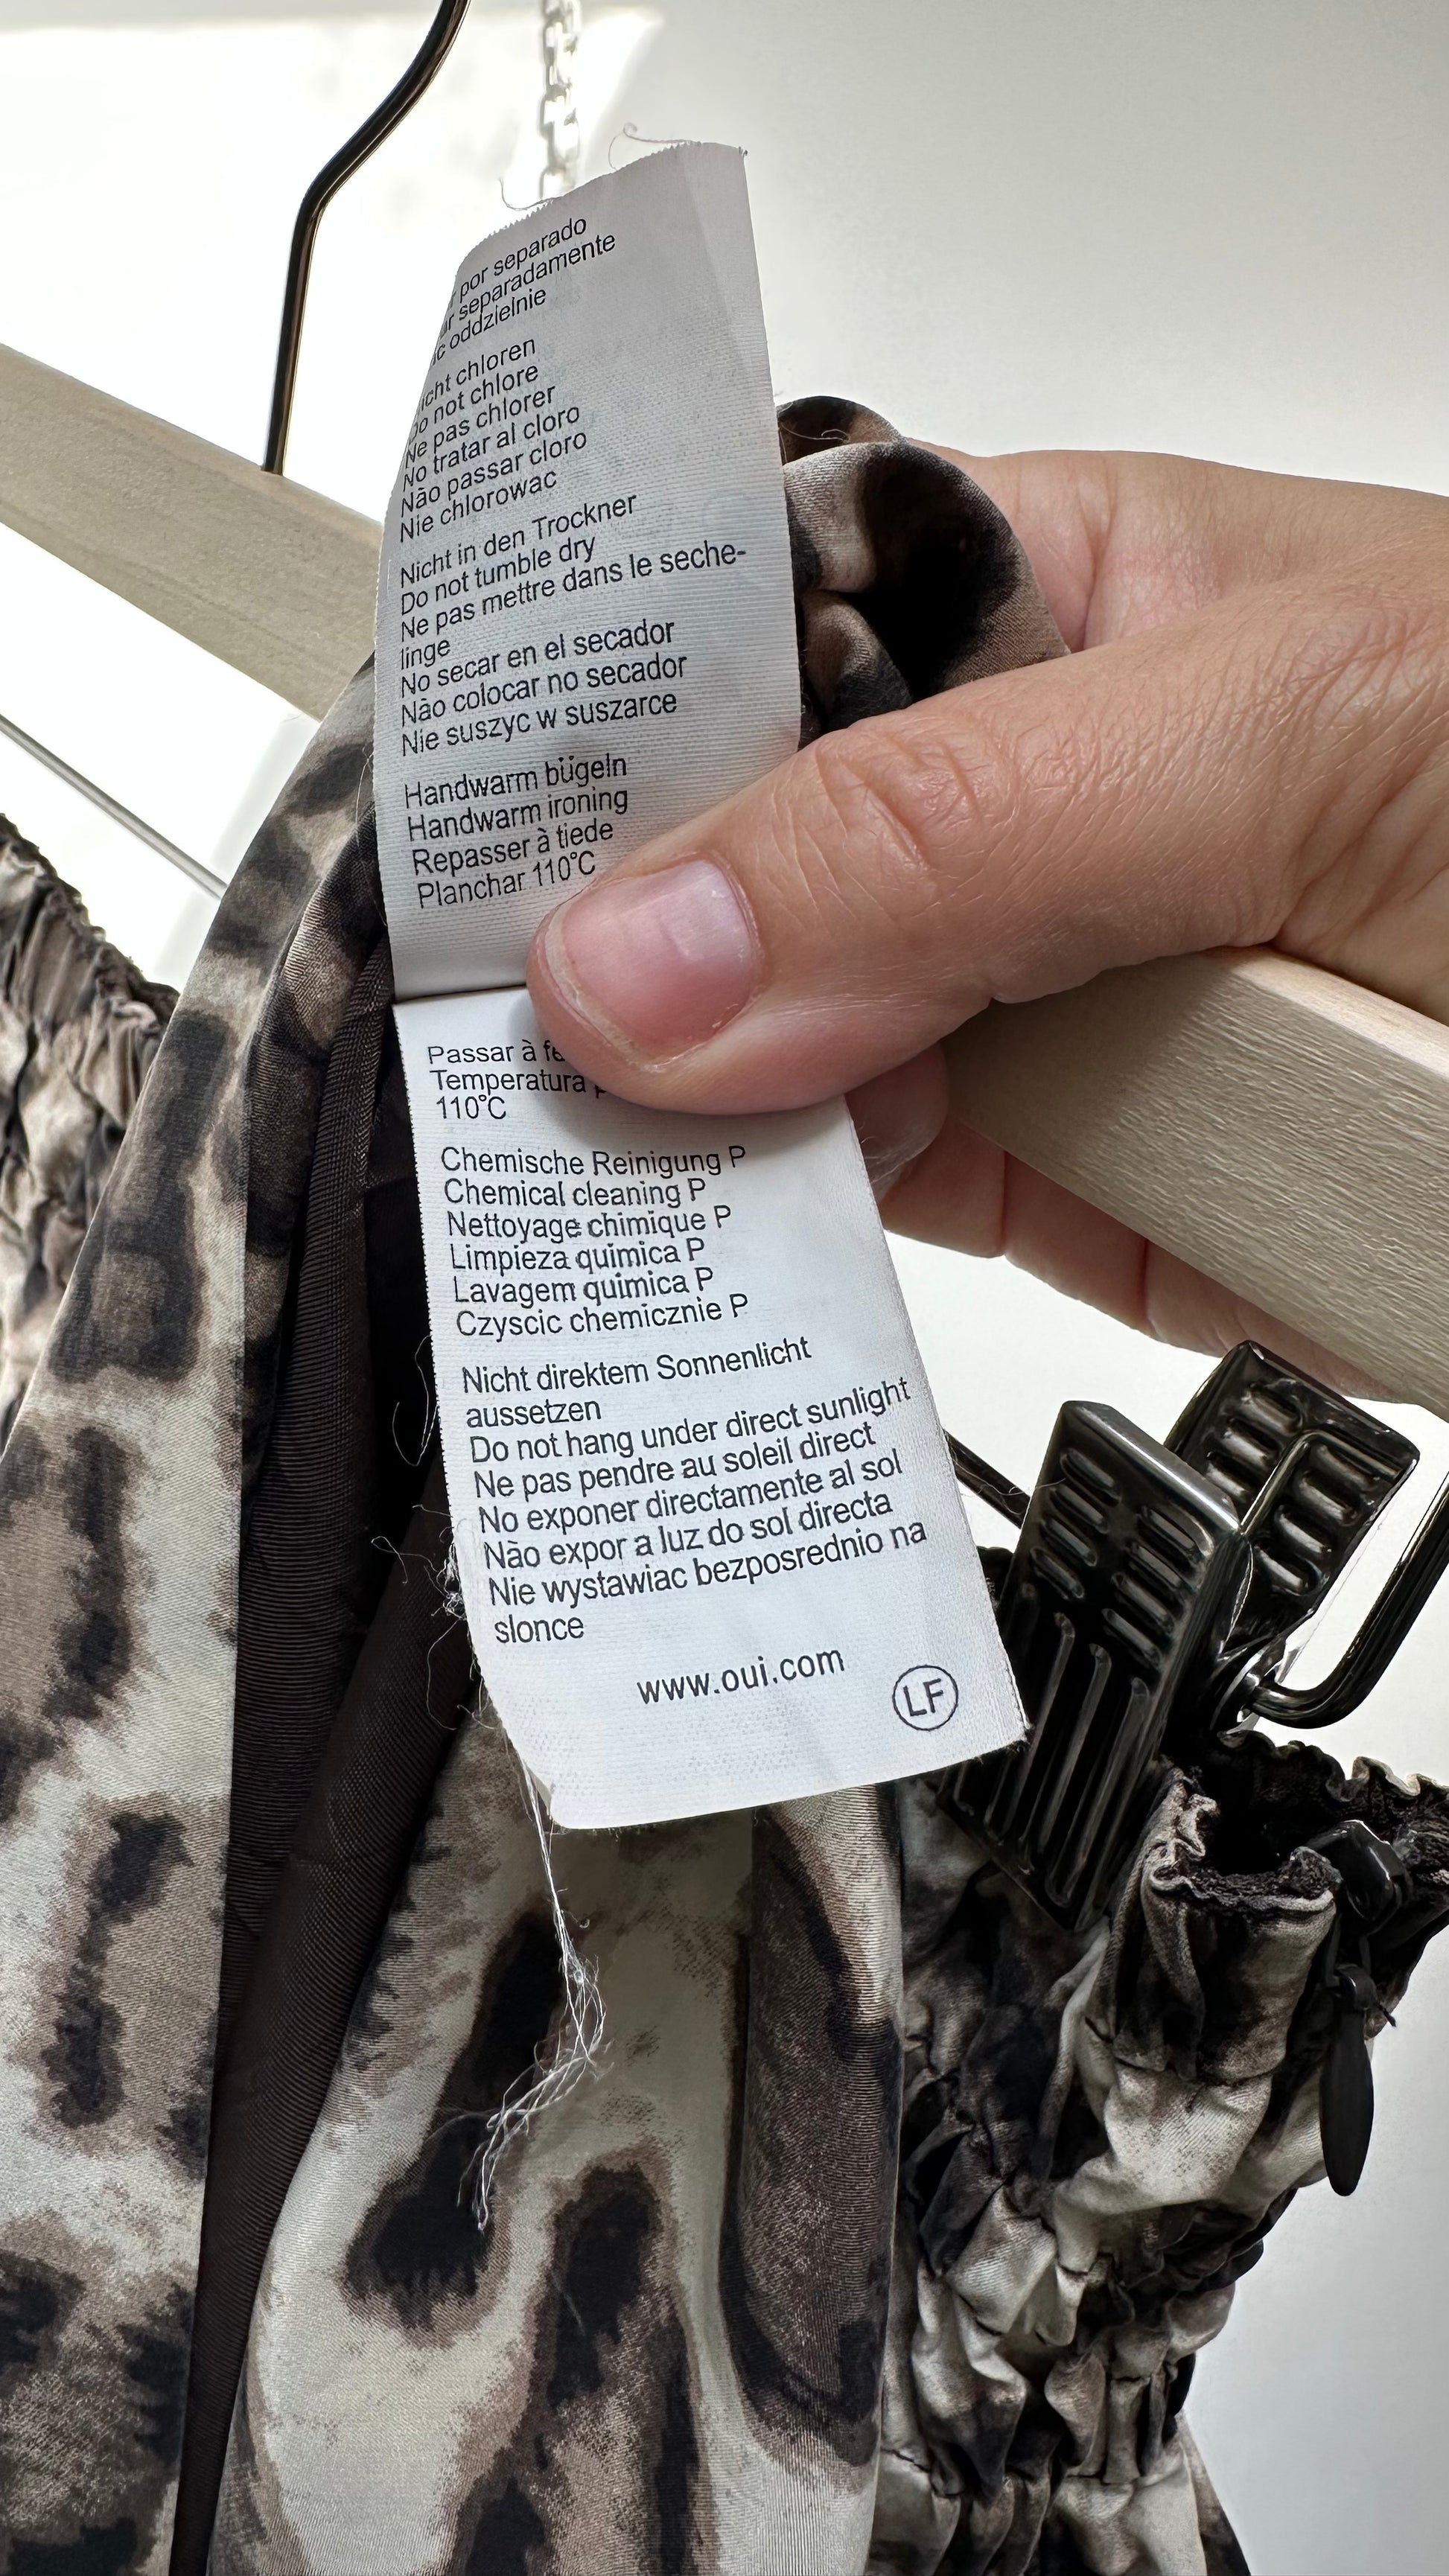 por separado
separadamente
oddzielnie
chloren
not chlore
Ne pas chlorer
No tratar al cloro
Não passar cloro
Nie chlorowac
Nicht in den Trockner
Do not tumble dry
Ne pas mettre dans le seche-
linge
No secar en el secador
Não colocar no secador
Nie suszyc w suszarce
Handwarm bügeln
Handwarm ironing
Repasser à tiede
Planchar 110°C
Passar à
Temperatura
110°C
Chemische Reinigung P
Chemical cleaning P
Nettoyage chimique P
Limpieza quimica P
Lavagem quimica P
Czyscic chemicznie P
Nicht direktem Sonnenlicht
aussetzen
Do not hang under direct sunlight
Ne pas pendre au soleil direct
No exponer directamente al sol
Não expor a luz do sol directa
Nie wystawiac bezposrednio na
slonce
www.oui.com
LF